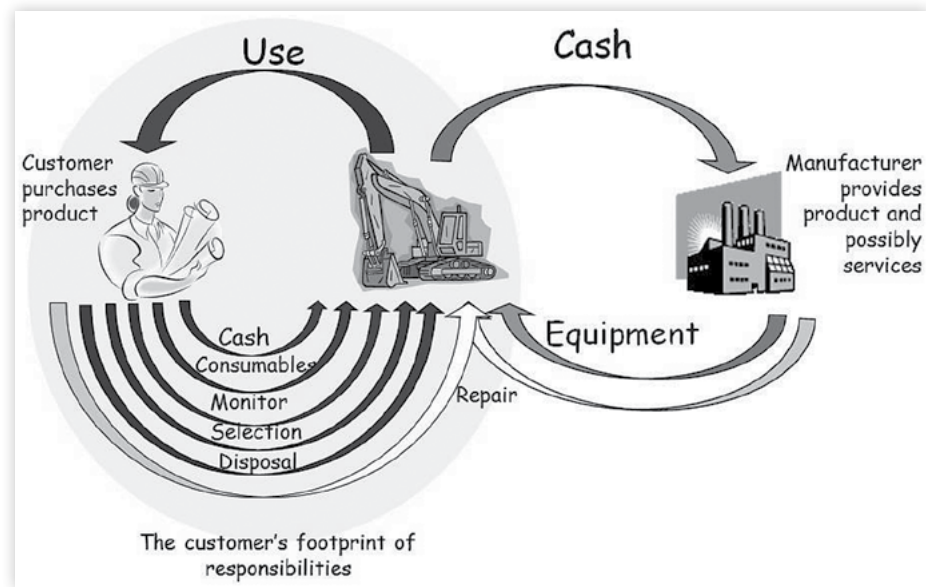 Use
Cash
Customer
purchases
product
Manufacturer
provides
product and
possibly
services
Cash
Consumables
Monitor
Selection
Disposal
Repair
Equipment
The customer's footprint of
responsibilities